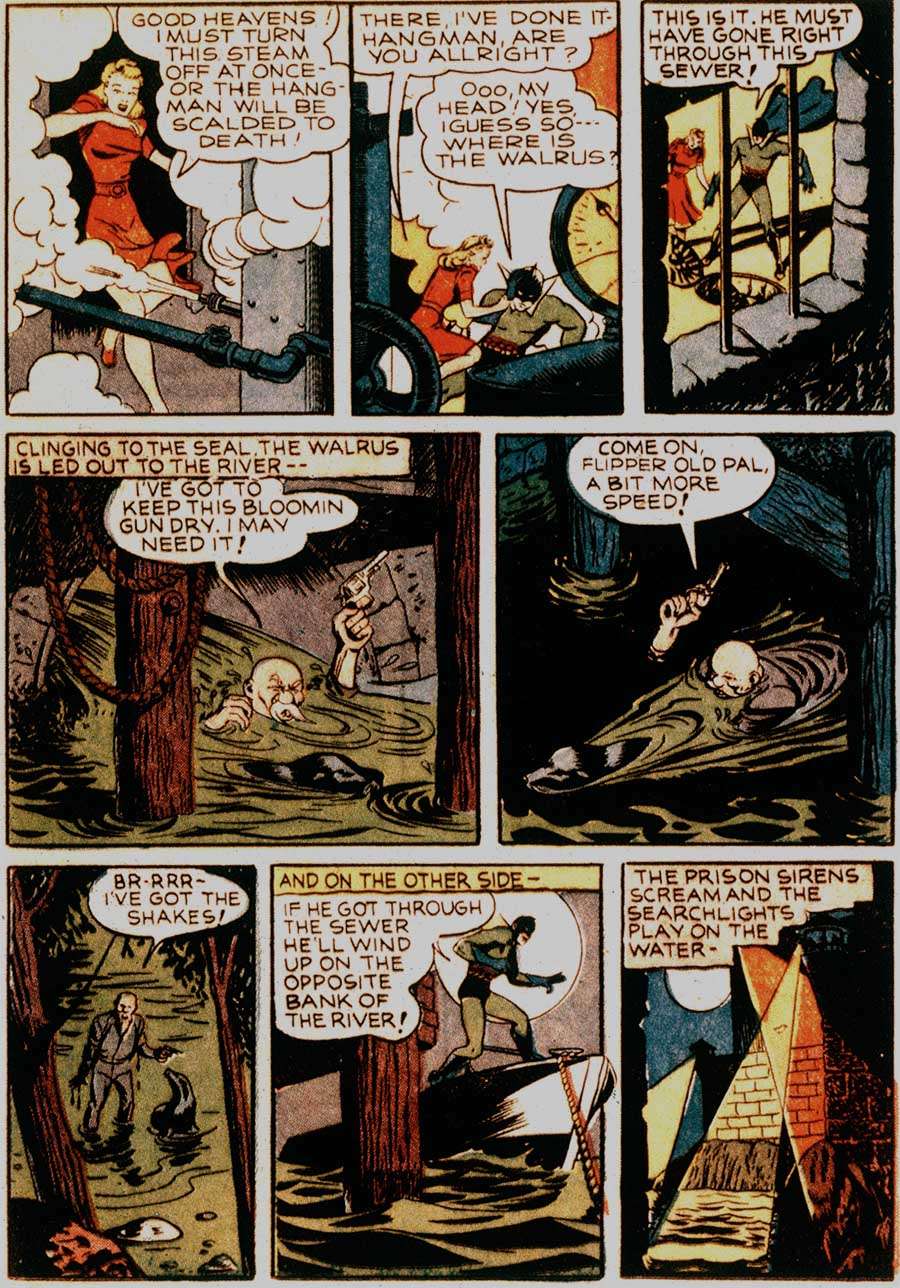 GOOD HEAVENS!
I MUST TURN
THIS STEAM
OFF AT ONCE-
OR THE HANG-
MAN WILL BE
SCALDED TO
DEATH!
THERE, I'VE DONE IT-
HANGMAN, ARE
YOU ALLRIGHT?
OOO, MY
HEAD! YES,
I GUESS SO---
WHERE IS
THE WALRUS?
THIS IS IT. HE MUST
HAVE GONE RIGHT
THROUGH THIS
SEWER!
CLINGING TO THE SEAL, THE WALRUS
IS LED OUT TO THE RIVER--
I'VE GOT TO
KEEP THIS BLOOMIN
GUN DRY. I MAY
NEED IT!
COME ON,
FLIPPER OLD PAL,
A BIT MORE
SPEED!
BR-RRR-
I'VE GOT THE
SHAKES!
AND ON THE OTHER SIDE-
IF HE GOT THROUGH
THE SEWER
HE'LL WIND
UP ON THE
OPPOSITE
BANK OF
THE RIVER!
THE PRISON SIRENS
SCREAM AND THE
SEARCHLIGHTS
PLAY ON THE
WATER-